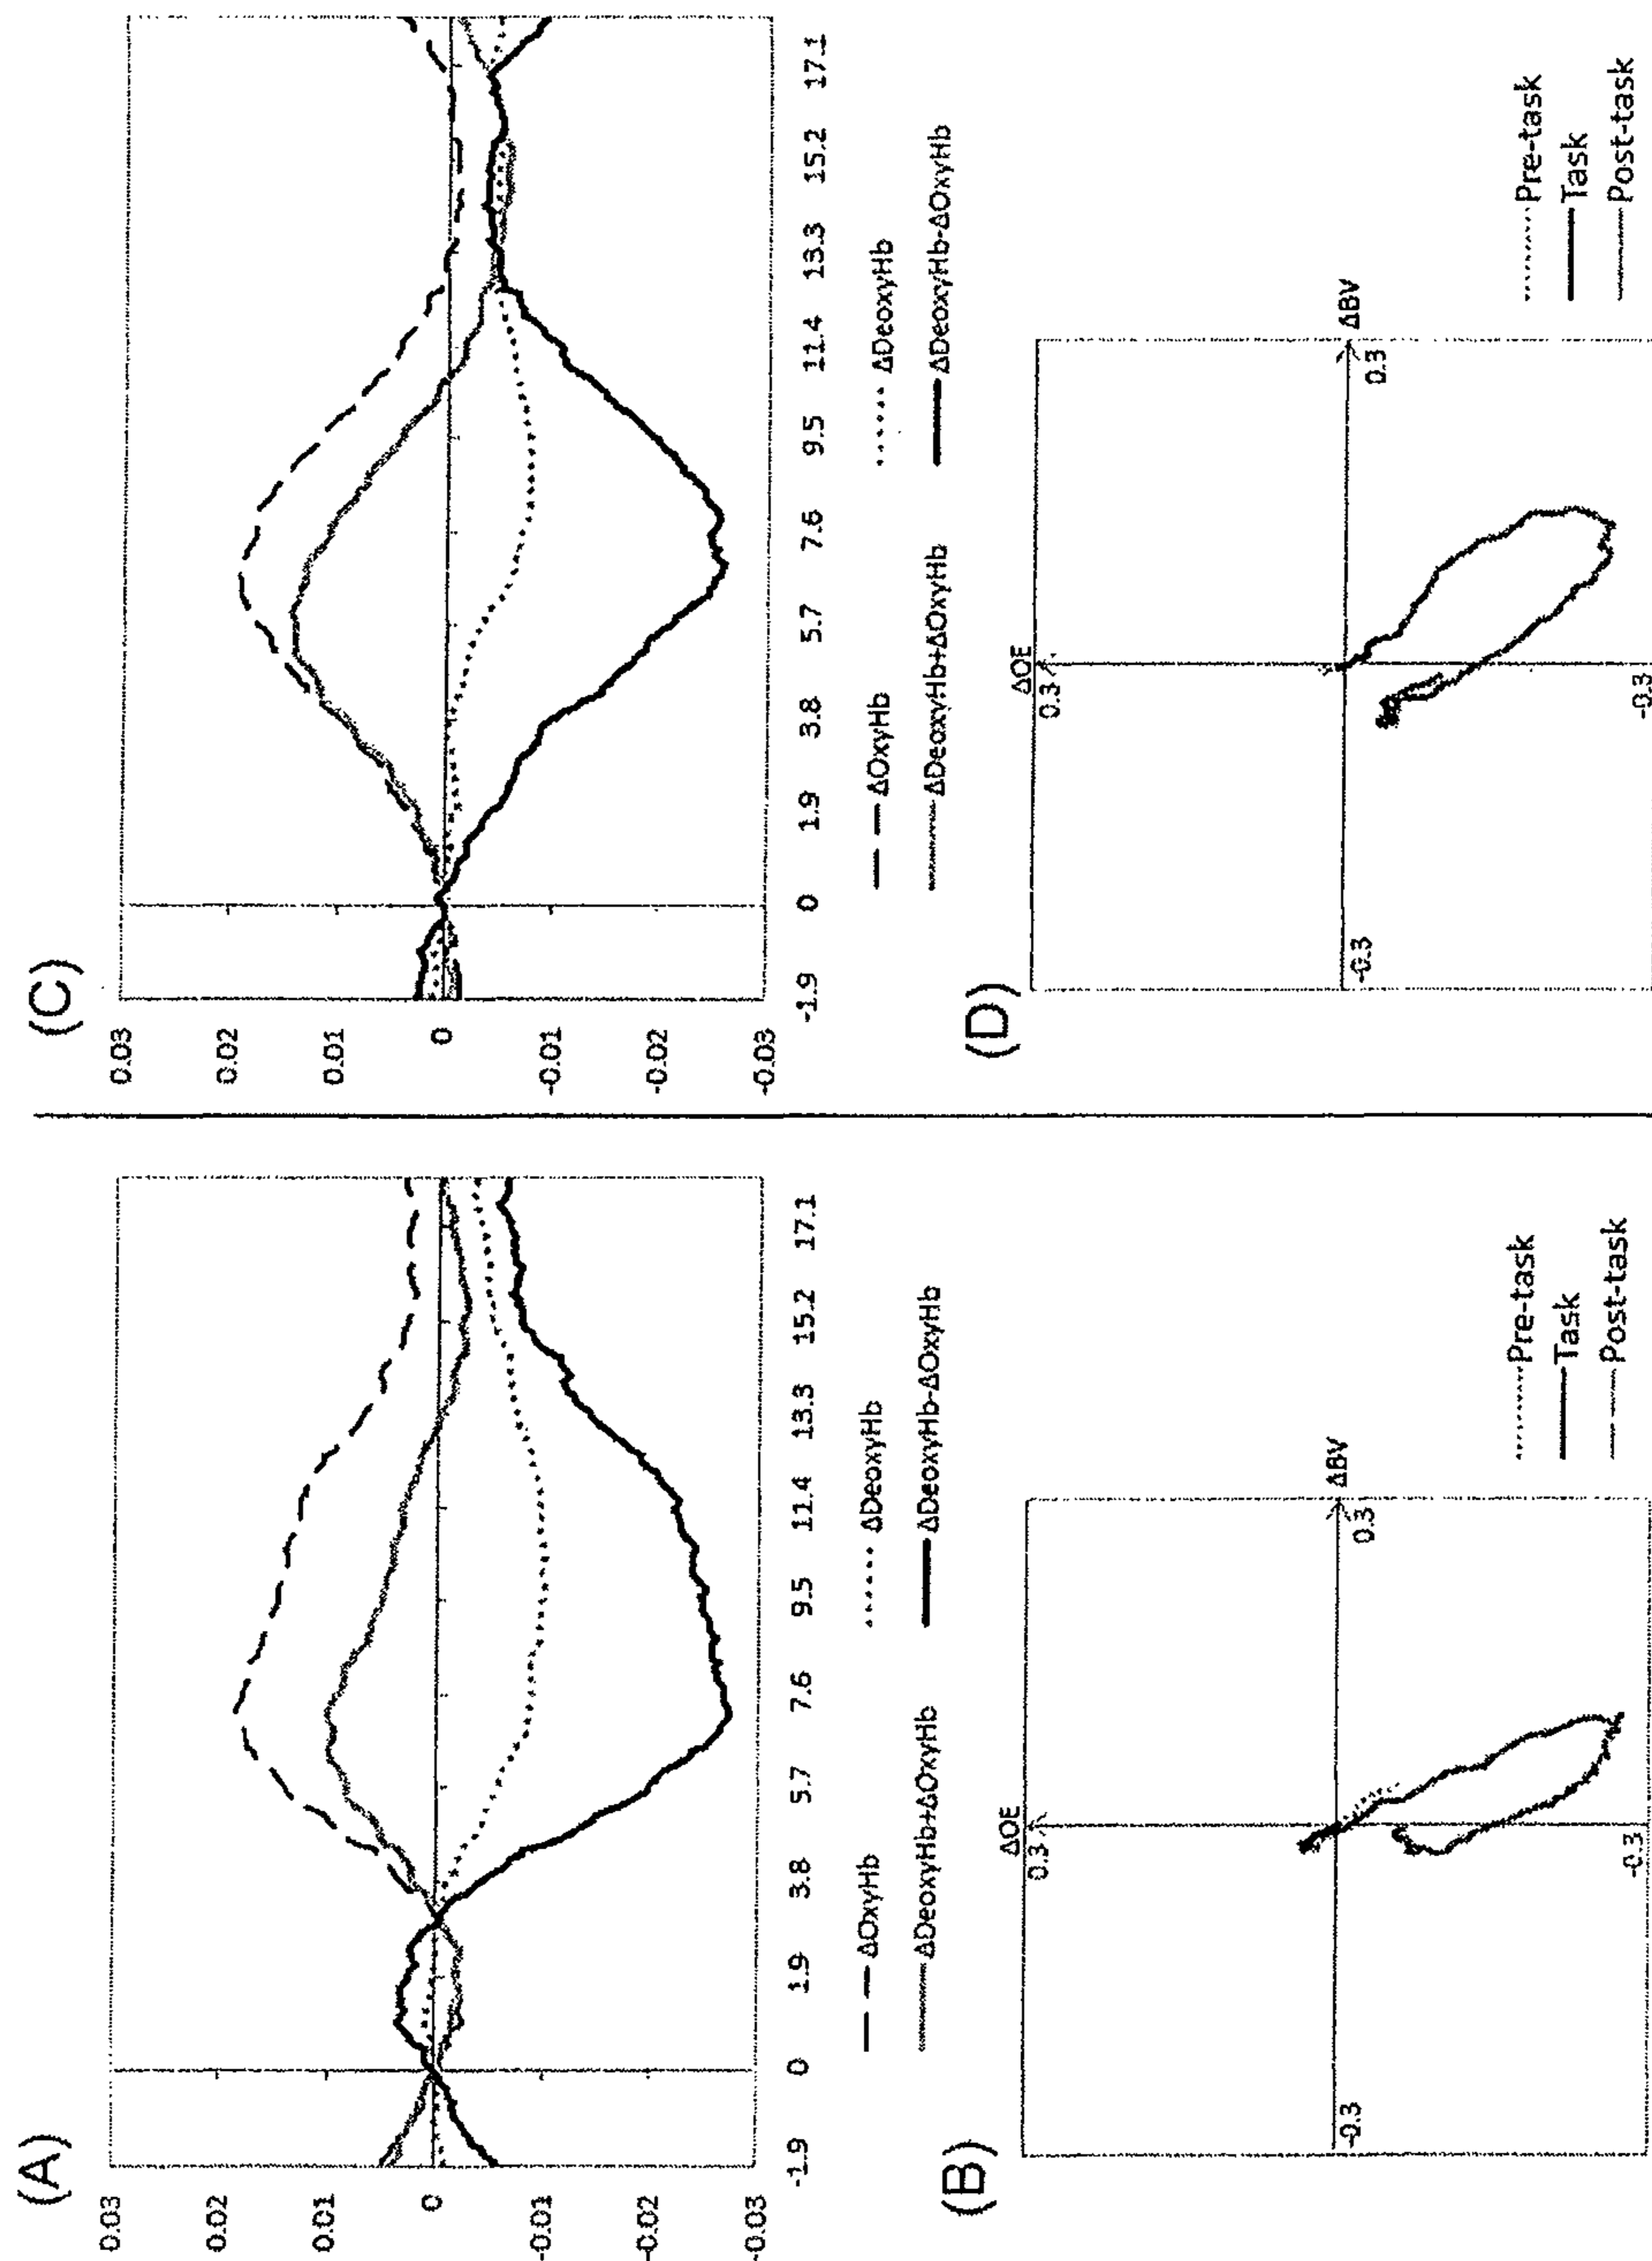 (A)
0.03
0.02
0.01
0
-0.01
-0.02
-0.03
-1.9 0 1.9 3.8 5.7 7.6 9.5 11.4 13.3 15.2 17.1
ΔOxyHb ΔDeoxyHb
ΔDeoxyHb+ΔOxyHb ΔDeoxyHb-ΔOxyHb
(B)
ΔOE
0.3
ΔBV
-0.3 0.3
-0.3
Pre-task
Task
Post-task
(C)
0.03
0.02
0.01
0
-0.01
-0.02
-0.03
-1.9 0 1.9 3.8 5.7 7.6 9.5 11.4 13.3 15.2 17.1
ΔOxyHb ΔDeoxyHb
ΔDeoxyHb+ΔOxyHb ΔDeoxyHb-ΔOxyHb
(D)
ΔOE
0.3
ΔBV
-0.3 0.3
-0.3
Pre-task
Task
Post-task